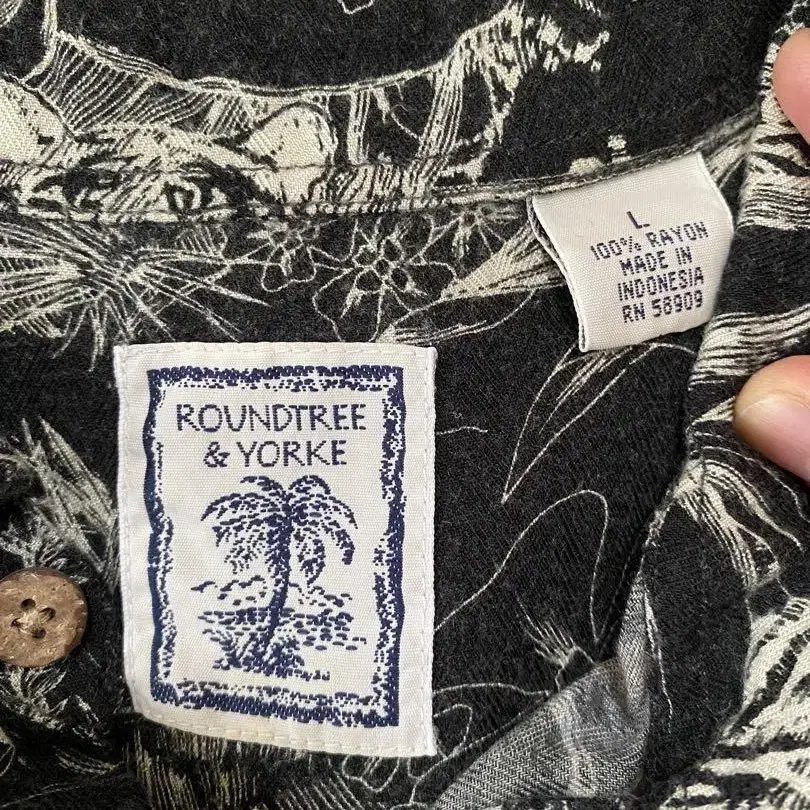 L
100% RAYON
MADE IN
INDONESIA
RN 58909
ROUNDTREE
& YORKE